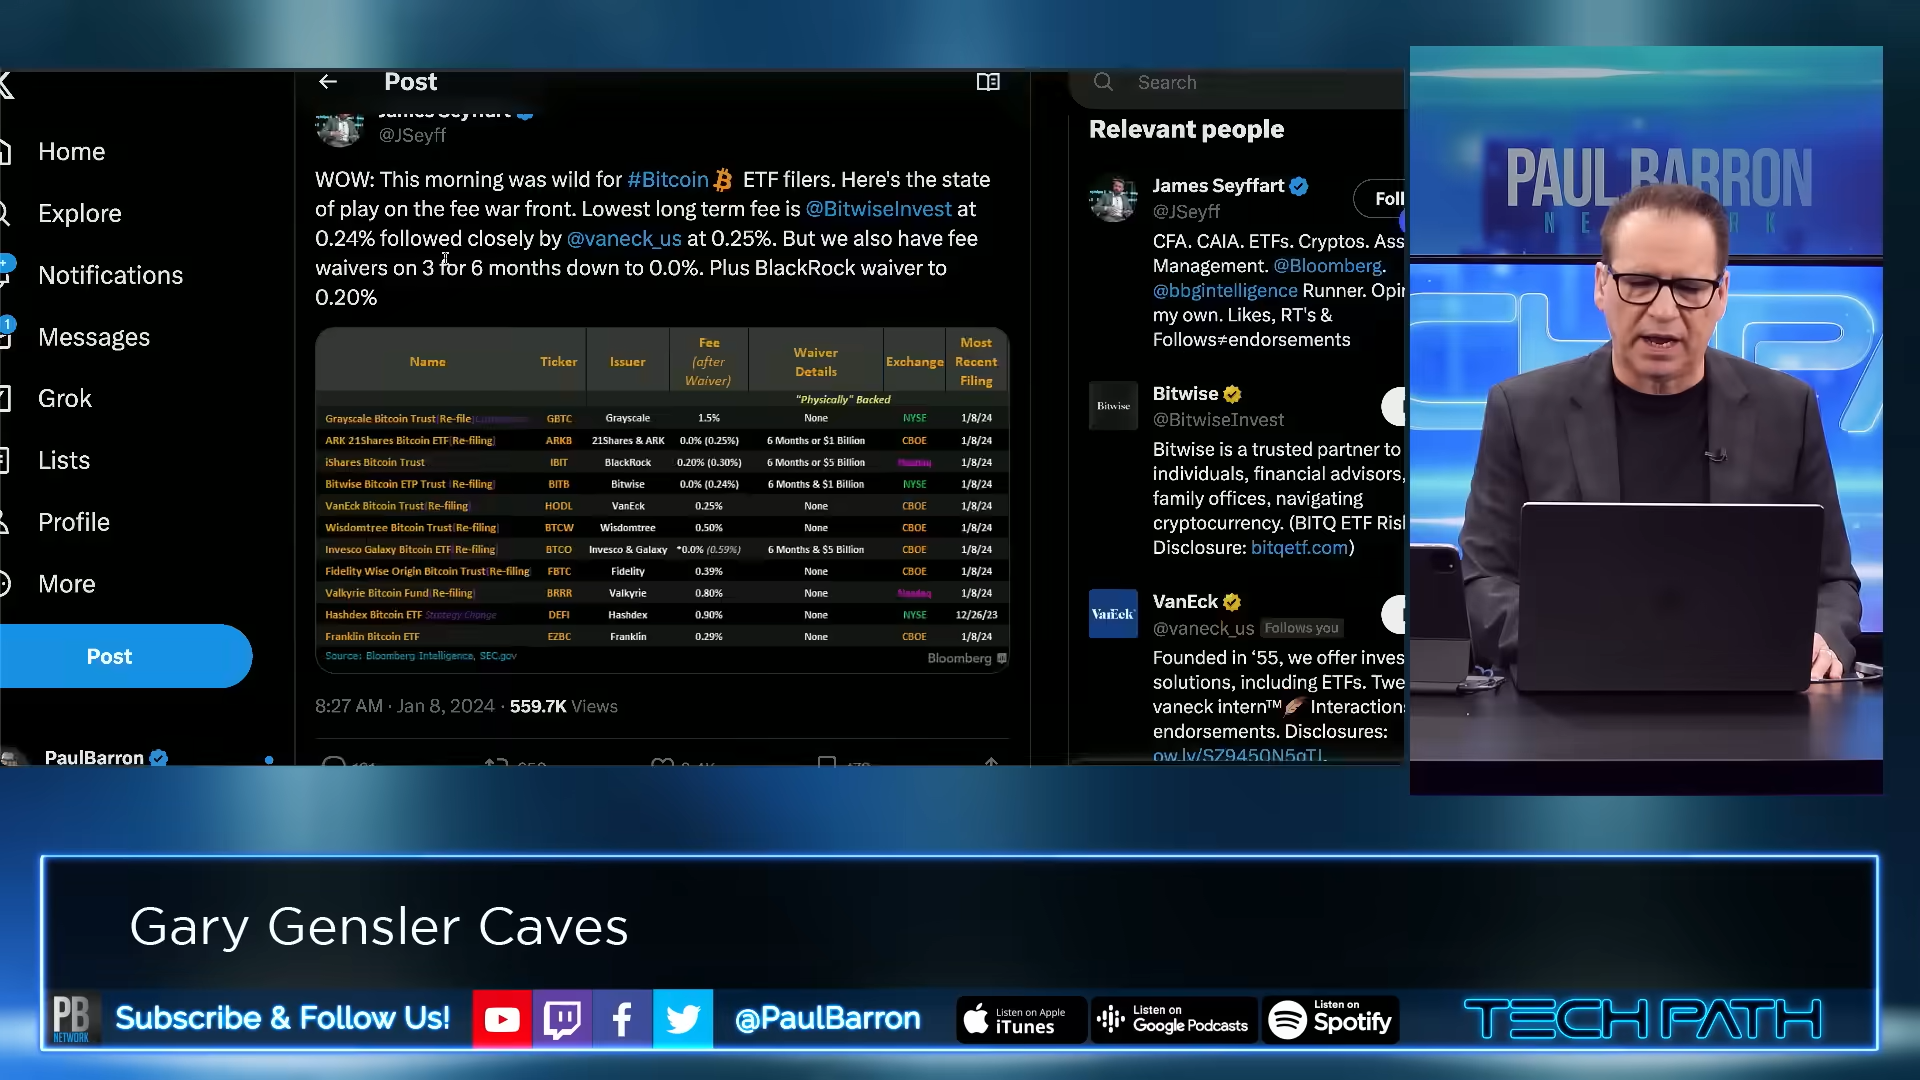 Post
Search
Home
Explore
Notifications
Messages
Grok
Lists
Profile
More
Post
PaulBarron
James Seyffart
@JSeyff
WOW: This morning was wild for #Bitcoin ETF filers. Here's the state
of play on the fee war front. Lowest long term fee is @BitwiseInvest at
0.24% followed closely by @vaneck_us at 0.25%. But we also have fee
waivers on 3 for 6 months down to 0.0%. Plus BlackRock waiver to
0.20%
Name Ticker Issuer Fee (after Waiver) Waiver Details Exchange Most Recent Filing
"Physically" Backed
Grayscale Bitcoin Trust (Re-file GBTC Grayscale 1.5% None NYSE 1/8/24
ARK 21Shares Bitcoin ETF (Re-filing) ARKB 21Shares & ARK 0.0% (0.25%) 6 Months or $1 Billion CBOE 1/8/24
iShares Bitcoin Trust IBIT BlackRock 0.20% (0.30%) 6 Months or $5 Billion Nasdaq 1/8/24
Bitwise Bitcoin ETP Trust (Re-filing) BITB Bitwise 0.0% (0.24%) 6 Months & $1 Billion NYSE 1/8/24
VanEck Bitcoin Trust (Re-filing) HODL VanEck 0.25% None CBOE 1/8/24
Wisdomtree Bitcoin Trust (Re-filing) BTCW Wisdomtree 0.50% None CBOE 1/8/24
Invesco Galaxy Bitcoin ETF (Re-filing) BTCO Invesco & Galaxy *0.0% (0.59%) 6 Months & $5 Billion CBOE 1/8/24
Fidelity Wise Origin Bitcoin Trust (Re-filing FBTC Fidelity 0.39% None CBOE 1/8/24
Valkyrie Bitcoin Fund (Re-filing) BRRR Valkyrie 0.80% None Nasdaq 1/8/24
Hashdex Bitcoin ETF Strategy Change DEFI Hashdex 0.90% None NYSE 12/26/23
Franklin Bitcoin ETF EZBC Franklin 0.29% None CBOE 1/8/24
Source: Bloomberg Intelligence, SEC.gov Bloomberg
8:27 AM · Jan 8, 2024 · 559.7K Views
Relevant people
James Seyffart
@JSeyff
Foll
CFA. CAIA. ETFs. Cryptos. Ass
Management. @Bloomberg.
@bbgintelligence Runner. Opin
my own. Likes, RT's &
Follows≠endorsements
Bitwise
Bitwise
@BitwiseInvest
Bitwise is a trusted partner to
individuals, financial advisors,
family offices, navigating
cryptocurrency. (BITQ ETF Risk
Disclosure: bitqetf.com)
VanEck
VanEck
@vaneck_us Follows you
Founded in '55, we offer inves
solutions, including ETFs. Twe
vaneck intern™ Interactions
endorsements. Disclosures:
ow.ly/SZ9450N5gTJ.
PAUL BARRON
NETWORK
Gary Gensler Caves
PB NETWORK
Subscribe & Follow Us!
@PaulBarron
Listen on Apple iTunes
Listen on Google Podcasts
Listen on Spotify
TECH PATH